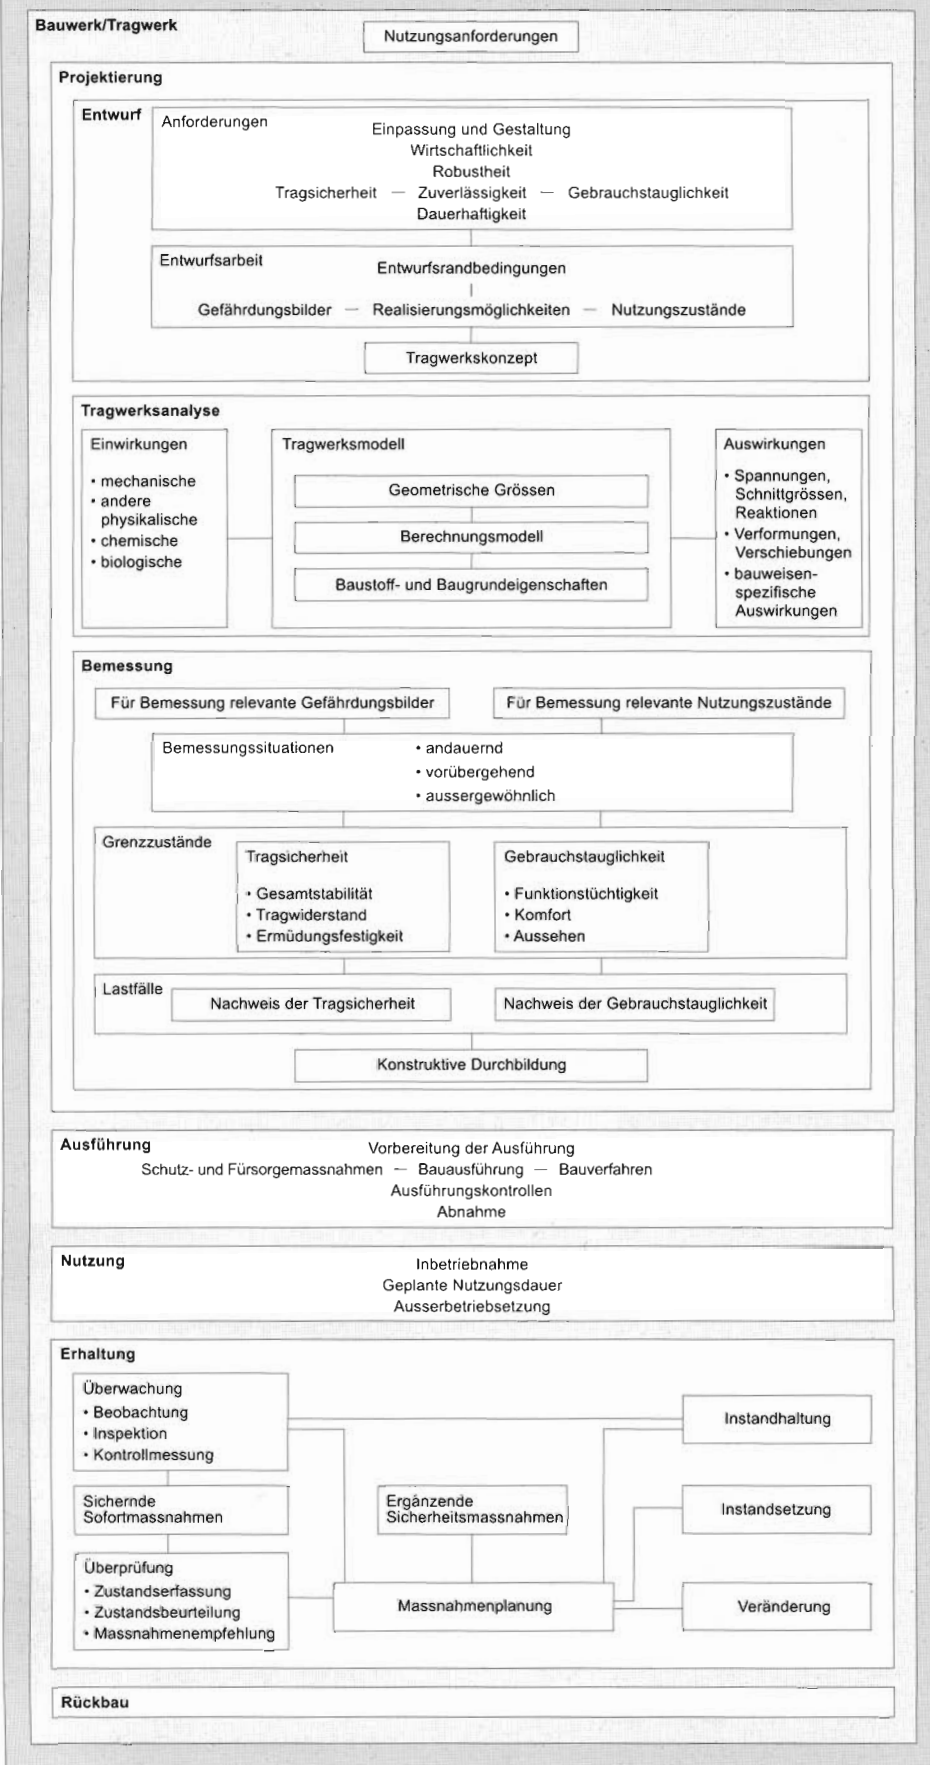 Bauwerk/Tragwerk
Nutzungsanforderungen
Projektierung
Entwurf
Anforderungen
Einpassung und Gestaltung
Wirtschaftlichkeit
Robustheit
Tragsicherheit — Zuverlässigkeit — Gebrauchstauglichkeit
Dauerhaftigkeit
Entwurfsarbeit
Entwurfsrandbedingungen
Gefährdungsbilder — Realisierungsmöglichkeiten — Nutzungszustände
Tragwerkskonzept
Tragwerksanalyse
Einwirkungen
• mechanische
• andere
physikalische
• chemische
• biologische
Tragwerksmodell
Geometrische Grössen
Berechnungsmodell
Baustoff- und Baugrundeigenschaften
Auswirkungen
• Spannungen,
Schnittgrössen,
Reaktionen
• Verformungen,
Verschiebungen
• bauweisen-
spezifische
Auswirkungen
Bemessung
Für Bemessung relevante Gefährdungsbilder
Für Bemessung relevante Nutzungszustände
Bemessungssituationen
• andauernd
• vorübergehend
• aussergewöhnlich
Grenzzustände
Tragsicherheit
• Gesamtstabilität
• Tragwiderstand
• Ermüdungsfestigkeit
Gebrauchstauglichkeit
• Funktionstüchtigkeit
• Komfort
• Aussehen
Lastfälle
Nachweis der Tragsicherheit
Nachweis der Gebrauchstauglichkeit
Konstruktive Durchbildung
Ausführung
Vorbereitung der Ausführung
Schutz- und Fürsorgemassnahmen — Bauausführung — Bauverfahren
Ausführungskontrollen
Abnahme
Nutzung
Inbetriebnahme
Geplante Nutzungsdauer
Ausserbetriebsetzung
Erhaltung
Überwachung
• Beobachtung
• Inspektion
• Kontrollmessung
Sichernde
Sofortmassnahmen
Überprüfung
• Zustandserfassung
• Zustandsbeurteilung
• Massnahmenempfehlung
Ergänzende
Sicherheitsmassnahmen
Massnahmenplanung
Instandhaltung
Instandsetzung
Veränderung
Rückbau